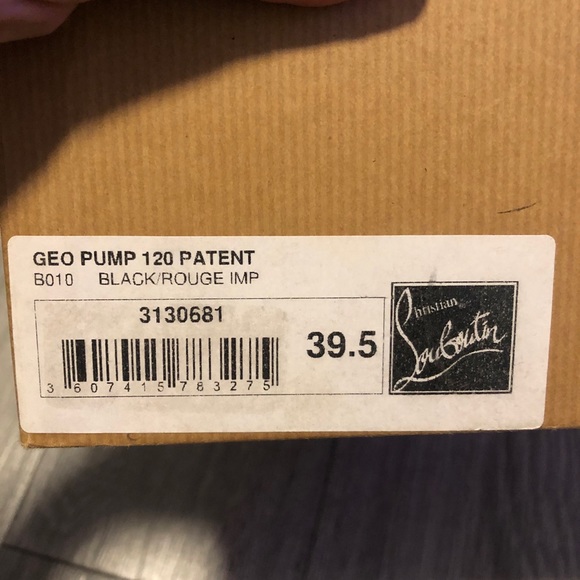 GEO PUMP 120 PATENT
B010 BLACK/ROUGE IMP
3130681
39.5
3 607415 783275
Christian
Louboutin